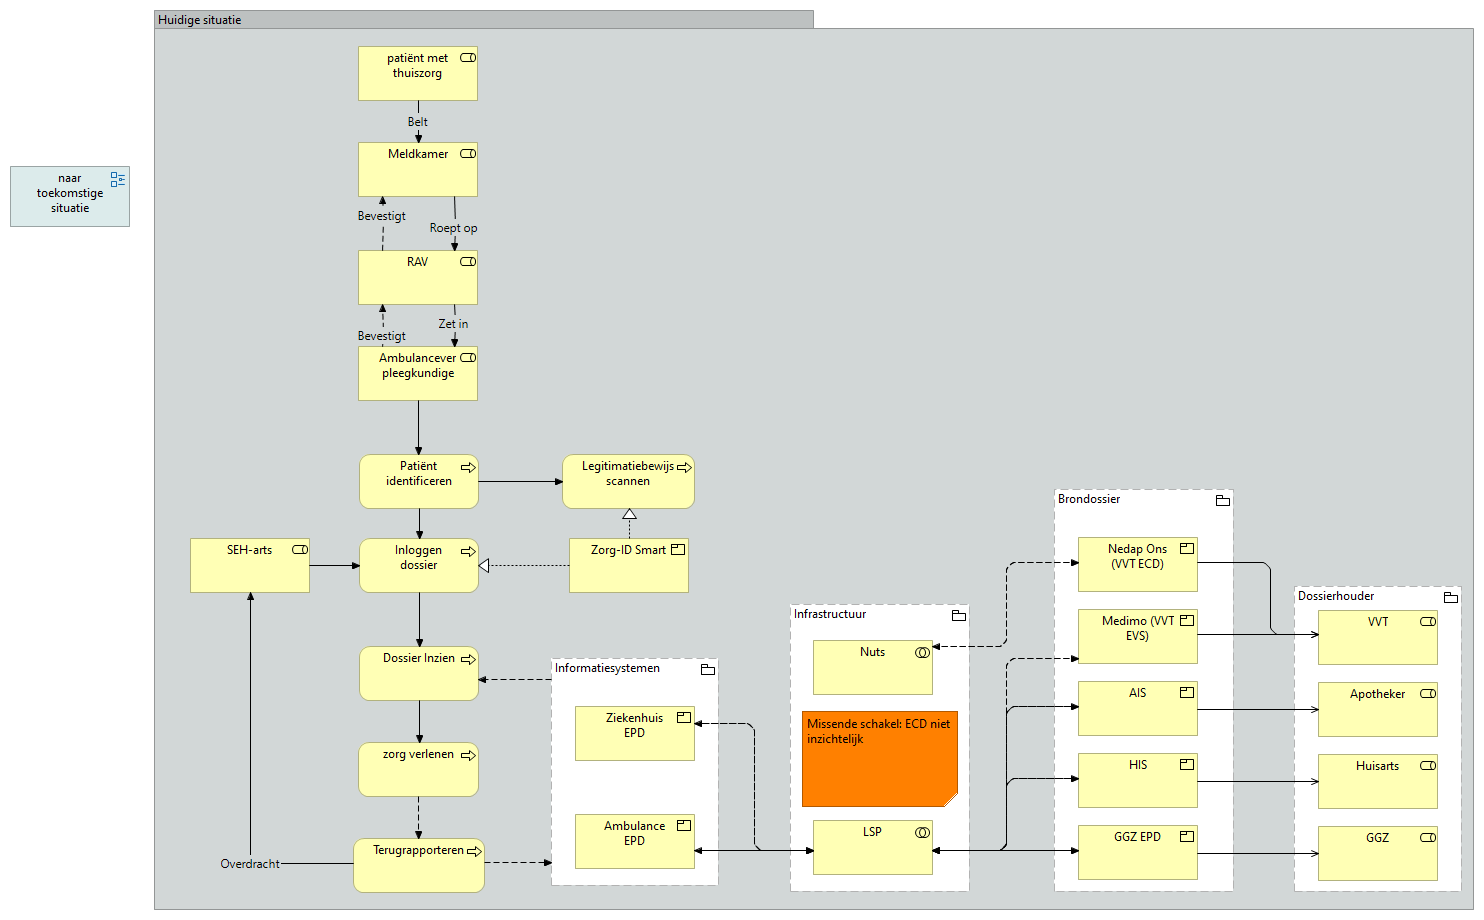 Huidige situatie
patiënt met
thuiszorg
Belt
Meldkamer
naar
toekomstige
situatie
Bevestigt
Roept op
RAV
Zet in
Bevestigt
Ambulancever
pleegkundige
Patiënt
identificeren
Legitimatiebewijs
scannen
SEH-arts
Inloggen
dossier
Zorg-ID Smart
Dossier Inzien
zorg verlenen
Terugrapporteren
Overdracht
Informatiesystemen
Ziekenhuis
EPD
Ambulance
EPD
Infrastructuur
Nuts
Missende schakel: ECD niet
inzichtelijk
LSP
Brondossier
Nedap Ons
(VVT ECD)
Medimo (VVT
EVS)
AIS
HIS
GGZ EPD
Dossierhouder
VVT
Apotheker
Huisarts
GGZ